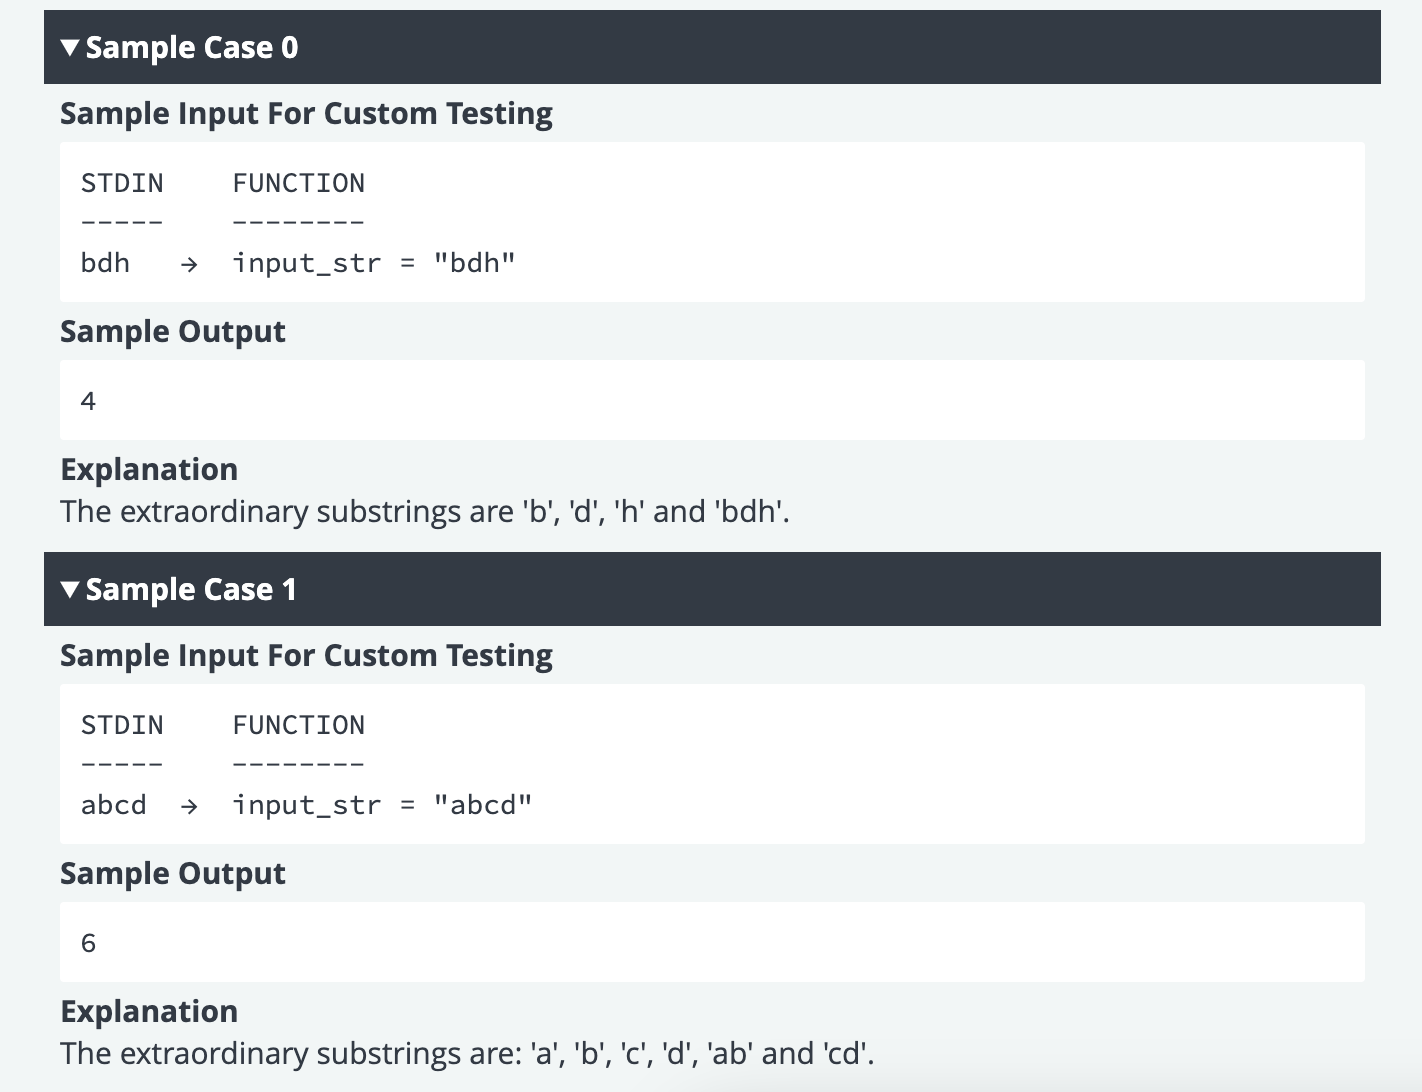 ▼ Sample Case 0
Sample Input For Custom Testing
STDIN    FUNCTION
-----    --------
bdh   →  input_str = "bdh"
Sample Output
4
Explanation
The extraordinary substrings are 'b', 'd', 'h' and 'bdh'.
▼ Sample Case 1
Sample Input For Custom Testing
STDIN    FUNCTION
-----    --------
abcd  →  input_str = "abcd"
Sample Output
6
Explanation
The extraordinary substrings are: 'a', 'b', 'c', 'd', 'ab' and 'cd'.